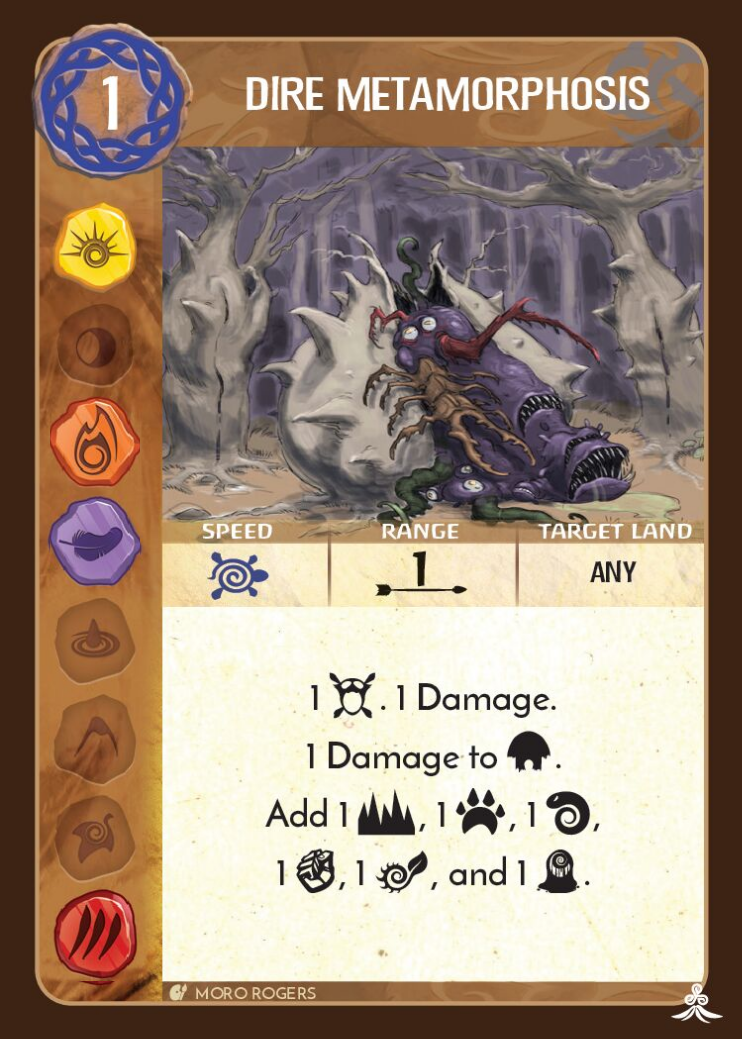 1
DIRE METAMORPHOSIS
SPEED RANGE TARGET LAND
1 ANY
1 . 1 Damage.
1 Damage to .
Add 1 , 1 , 1 ,
1 , 1 , and 1 .
MORO ROGERS